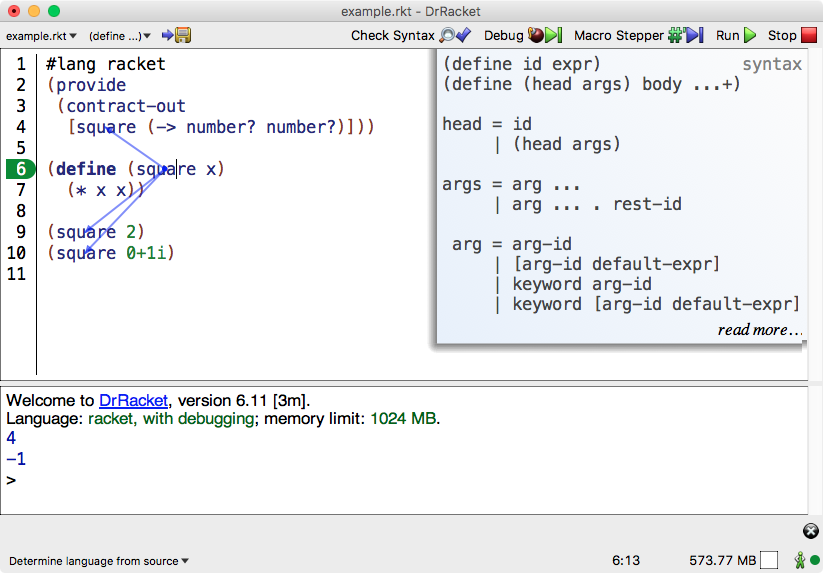 example.rkt - DrRacket
example.rkt (define ...) Check Syntax Debug Macro Stepper Run Stop
1 #lang racket
2 (provide
3 (contract-out
4 [square (-> number? number?)]))
5
6 (define (square x)
7 (* x x))
8
9 (square 2)
10 (square 0+1i)
11
(define id expr) syntax
(define (head args) body ...+)
head = id
| (head args)
args = arg ...
| arg ... . rest-id
arg = arg-id
| [arg-id default-expr]
| keyword arg-id
| keyword [arg-id default-expr]
read more...
Welcome to DrRacket, version 6.11 [3m].
Language: racket, with debugging; memory limit: 1024 MB.
4
-1
>
Determine language from source 6:13 573.77 MB